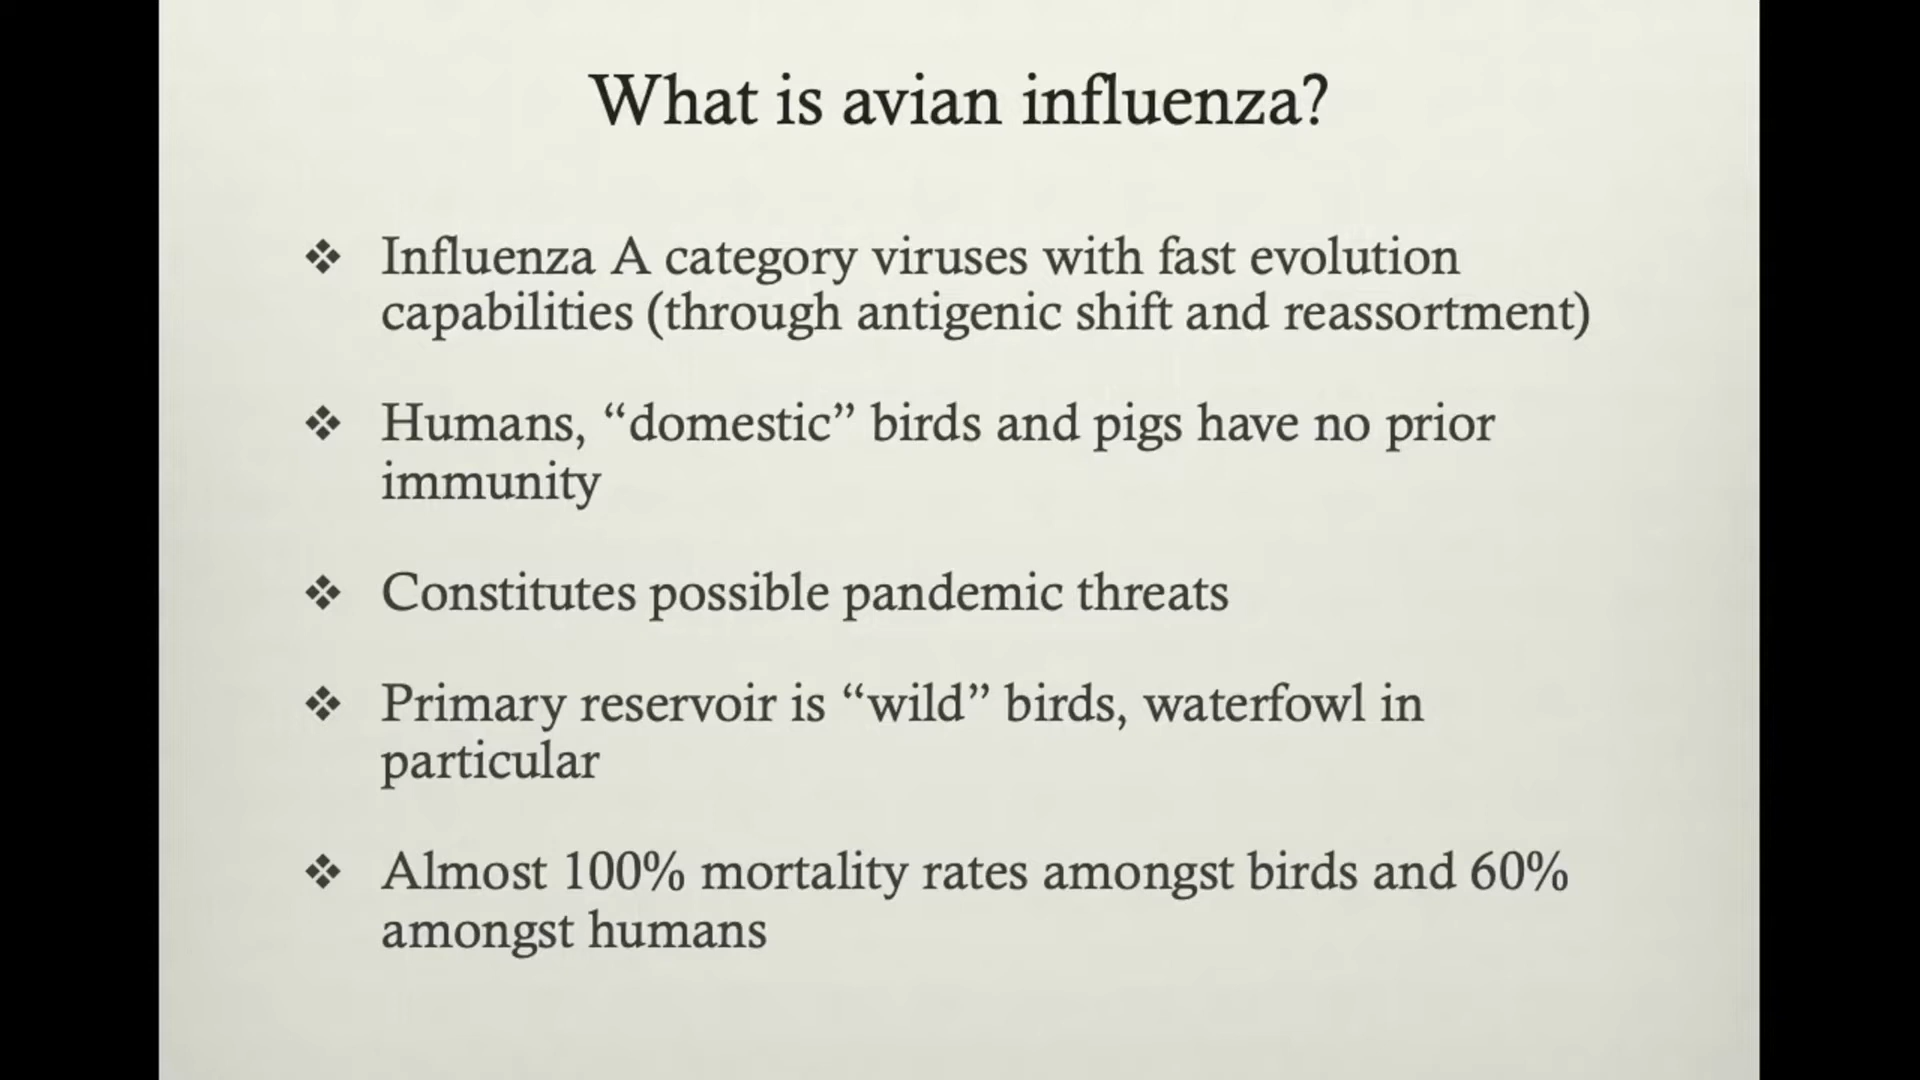 What is avian influenza?
❖ Influenza A category viruses with fast evolution
capabilities (through antigenic shift and reassortment)
❖ Humans, “domestic” birds and pigs have no prior
immunity
❖ Constitutes possible pandemic threats
❖ Primary reservoir is “wild” birds, waterfowl in
particular
❖ Almost 100% mortality rates amongst birds and 60%
amongst humans